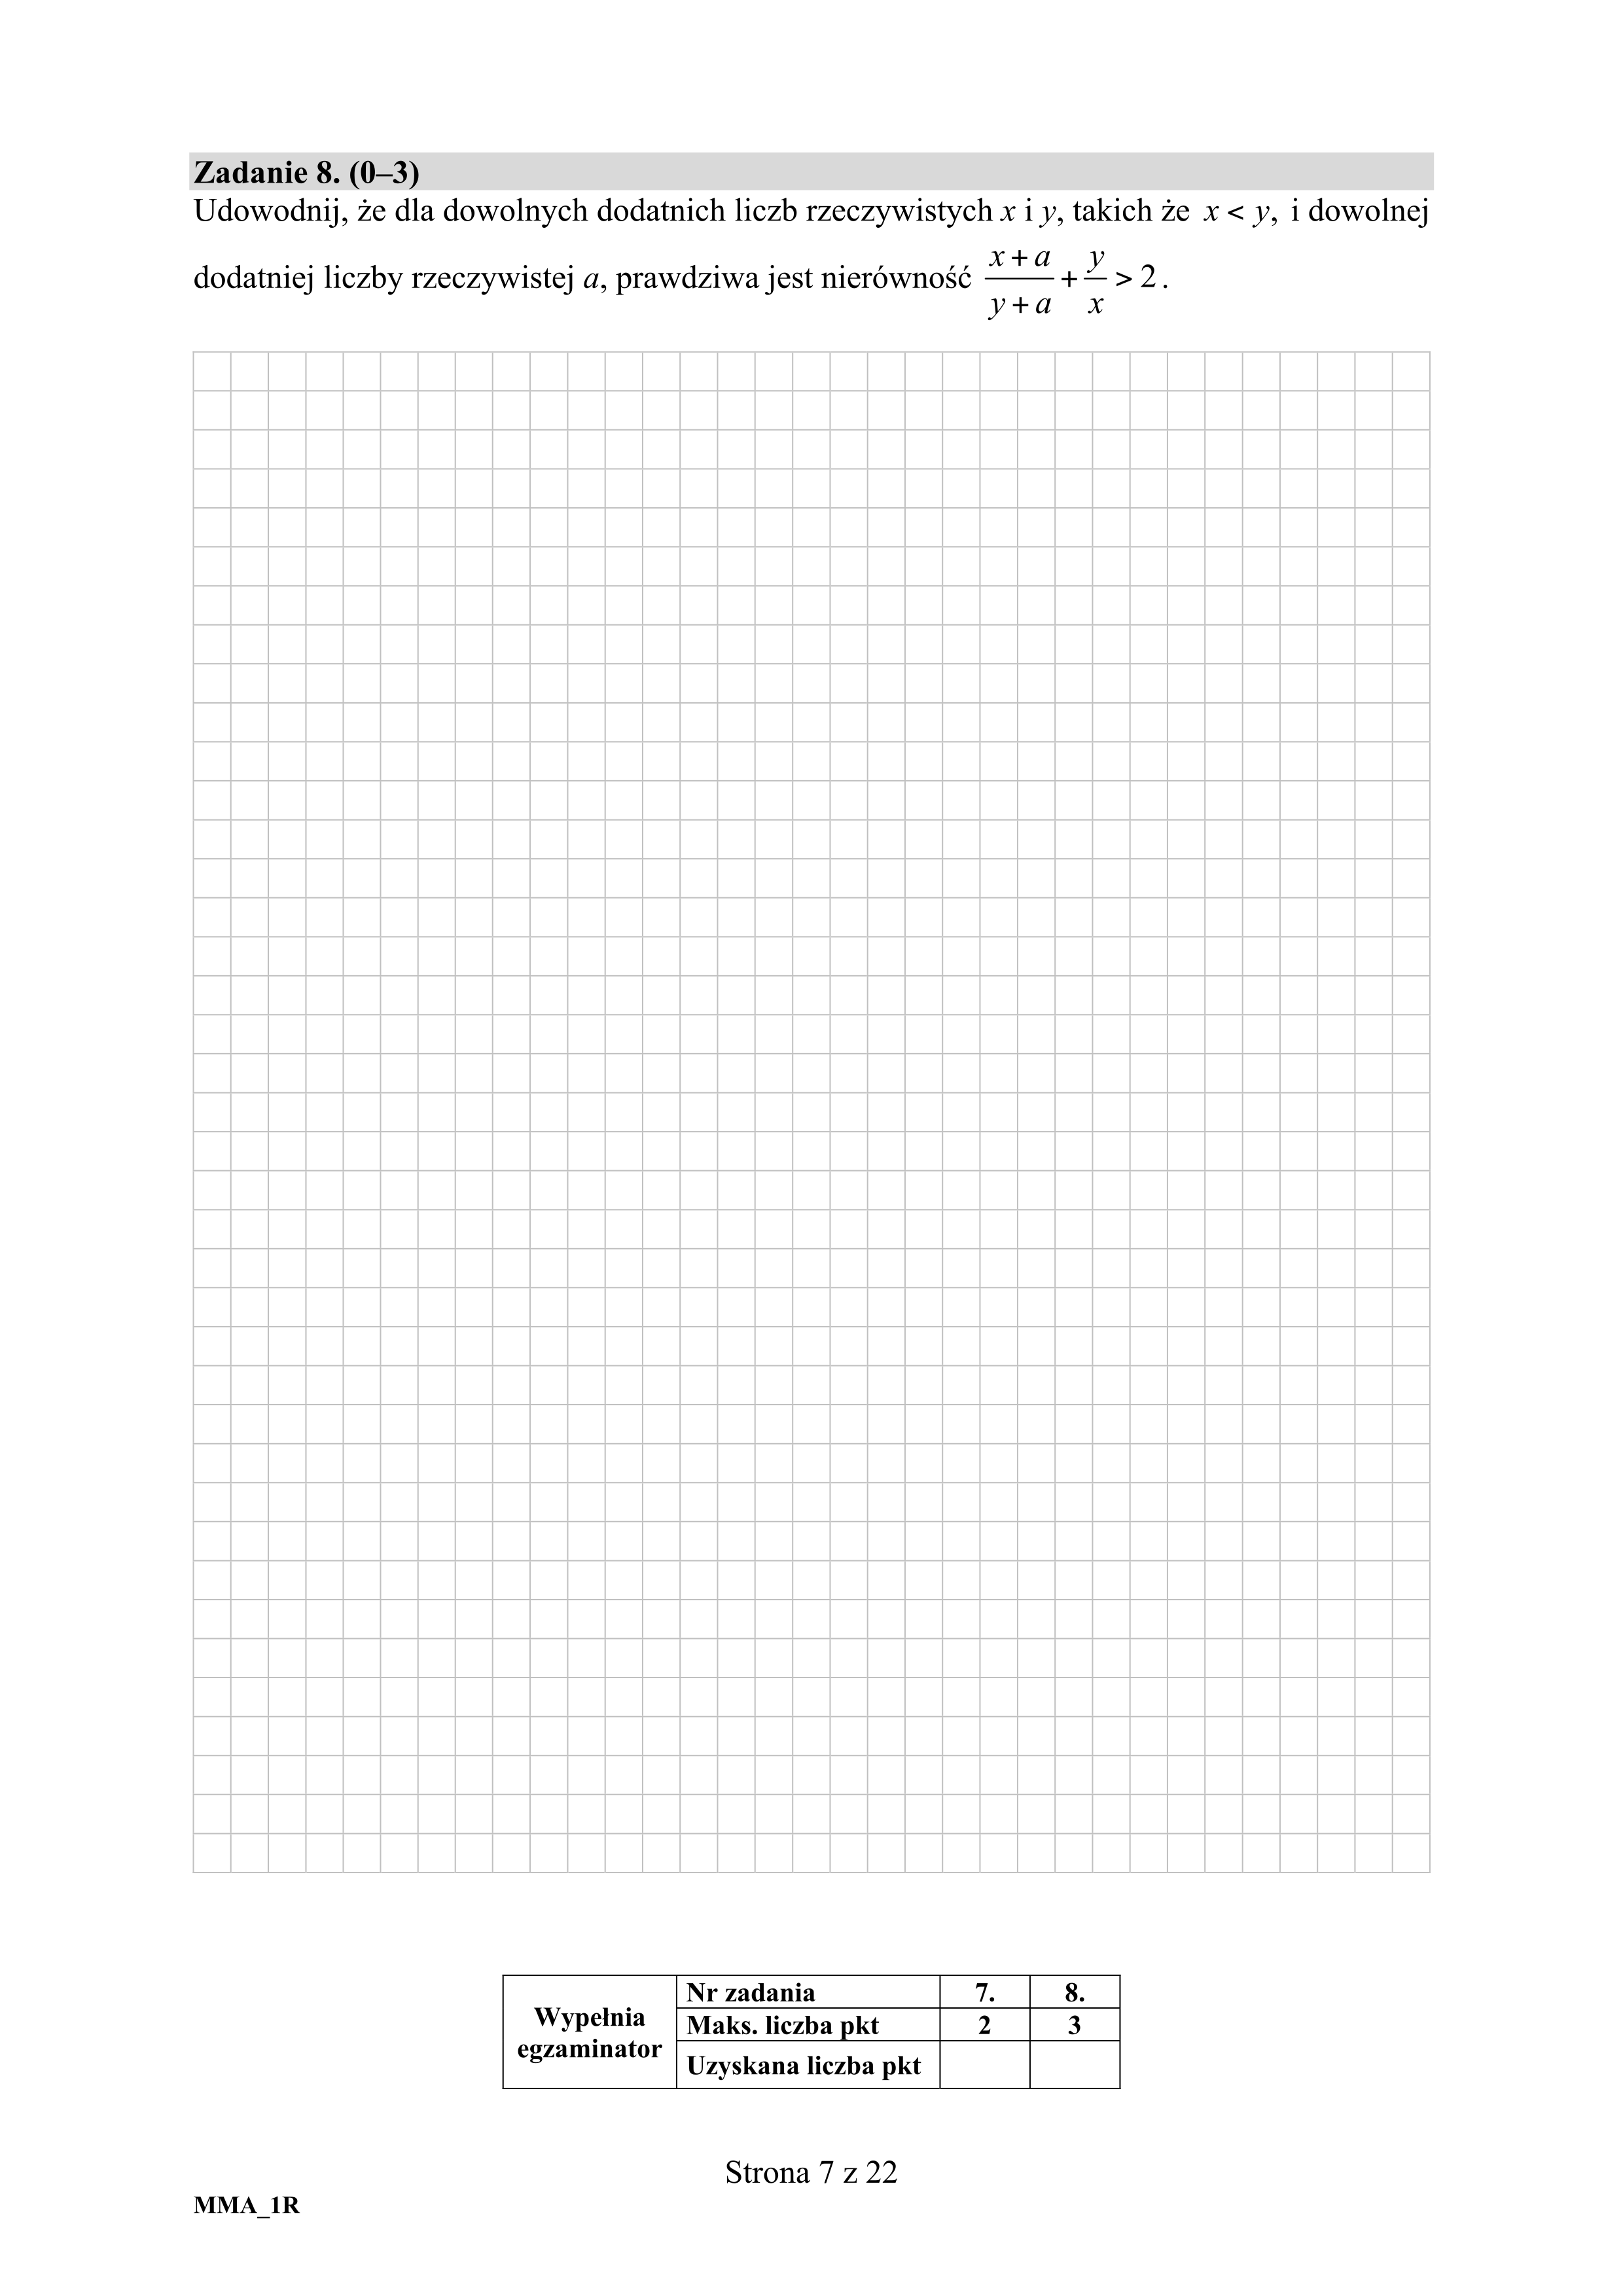 Zadanie 8. (0–3)
Udowodnij, że dla dowolnych dodatnich liczb rzeczywistych x i y, takich że x < y, i dowolnej
dodatniej liczby rzeczywistej a, prawdziwa jest nierówność \frac{x+a}{y+a} + \frac{y}{x} > 2.
Wypełnia egzaminator
Nr zadania 7. 8.
Maks. liczba pkt 2 3
Uzyskana liczba pkt
Strona 7 z 22
MMA_1R